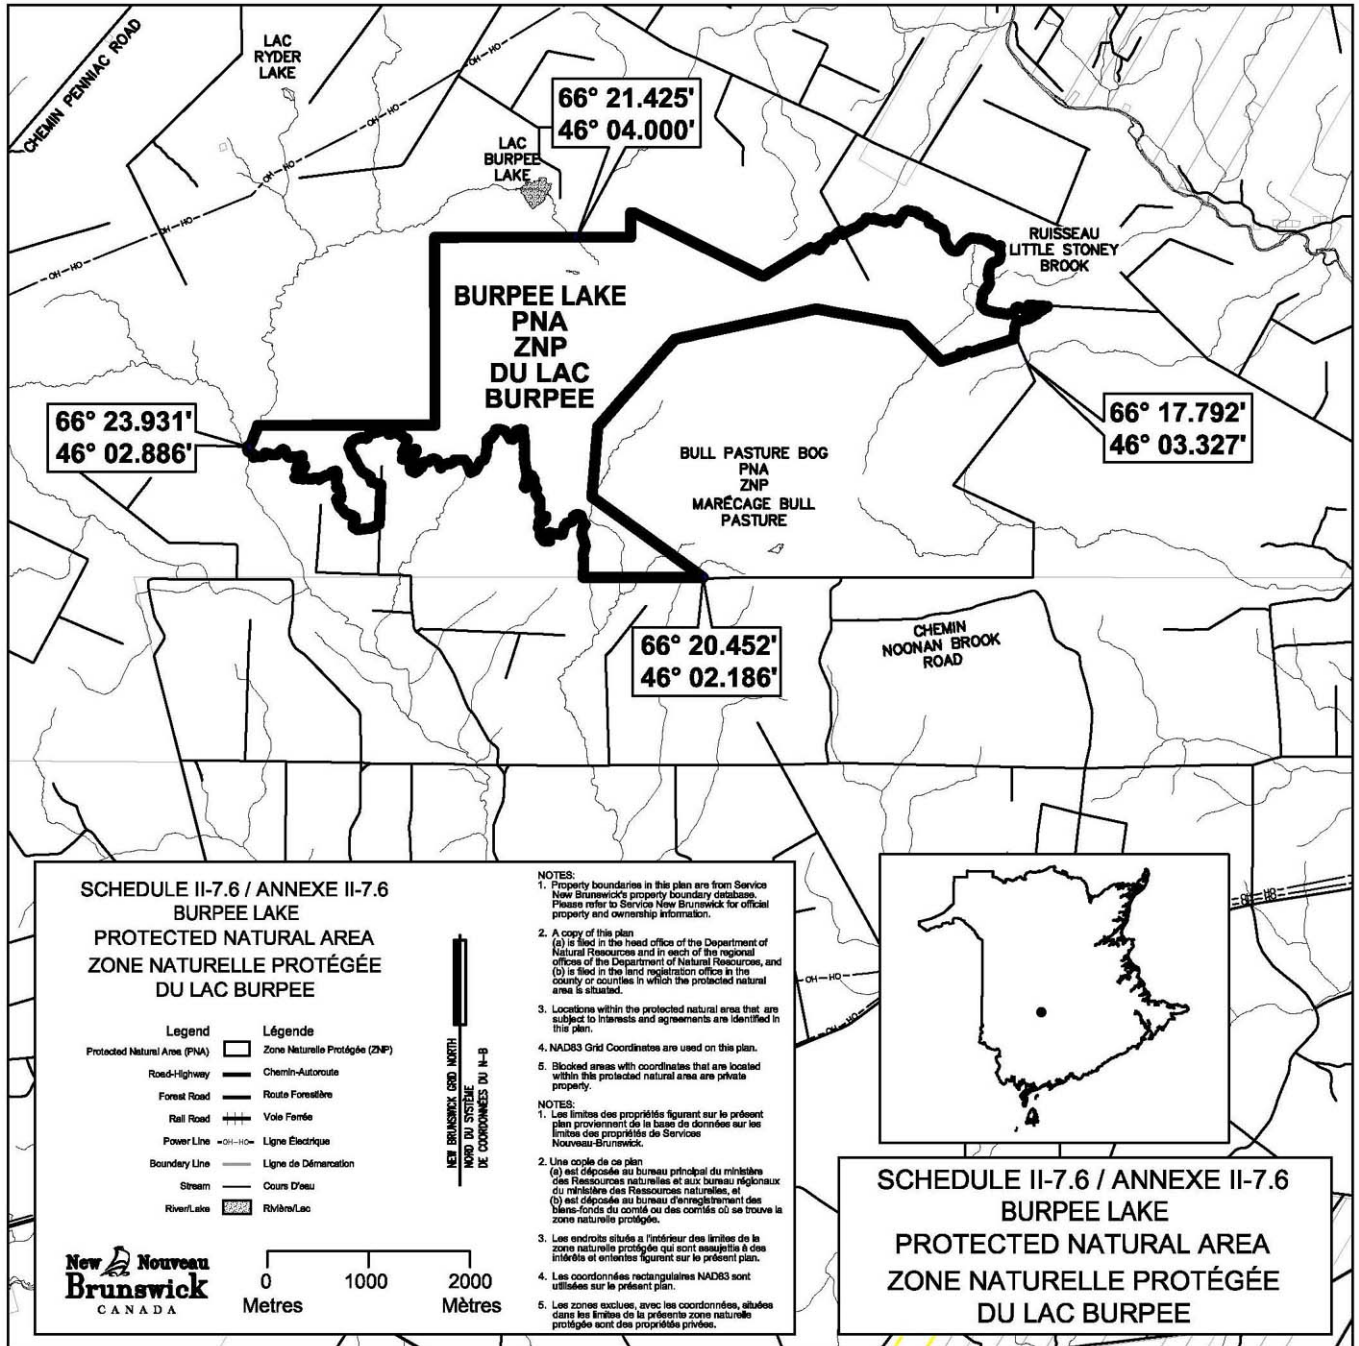 CHEMIN PENNIAC ROAD
LAC
RYDER
LAKE
OH-HO
OH-HO
OH-HO
OH-HO
OH-HO
66° 21.425'
46° 04.000'
LAC
BURPEE
LAKE
RUISSEAU
LITTLE STONEY
BROOK
BURPEE LAKE
PNA
ZNP
DU LAC
BURPEE
66° 23.931'
46° 02.886'
66° 17.792'
46° 03.327'
BULL PASTURE BOG
PNA
ZNP
MARÉCAGE BULL
PASTURE
66° 20.452'
46° 02.186'
CHEMIN
NOONAN BROOK
ROAD
OH-HO
OH-HO
OH-HO
SCHEDULE II-7.6 / ANNEXE II-7.6
BURPEE LAKE
PROTECTED NATURAL AREA
ZONE NATURELLE PROTÉGÉE
DU LAC BURPEE
Legend Légende
Protected Natural Area (PNA) Zone Naturelle Protégée (ZNP)
Road-Highway Chemin-Autoroute
Forest Road Route Forestière
Rail Road Voie Ferrée
Power Line -OH-HO- Ligne Électrique
Boundary Line Ligne de Démarcation
Stream Cours D'eau
River/Lake Rivière/Lac
NEW BRUNSWICK GRID NORTH
NORD DU SYSTÈME
DE COORDONNÉES DU N-B
New Nouveau
Brunswick
CANADA
0 1000 2000
Metres Mètres
NOTES:
1. Property boundaries in this plan are from Service
New Brunswick's property boundary database.
Please refer to Service New Brunswick for official
property and ownership information.
2. A copy of this plan
(a) is filed in the head office of the Department of
Natural Resources and in each of the regional
offices of the Department of Natural Resources, and
(b) is filed in the land registration office in the
county or counties in which the protected natural
area is situated.
3. Locations within the protected natural area that are
subject to interests and agreements are identified in
this plan.
4. NAD83 Grid Coordinates are used on this plan.
5. Blocked areas with coordinates that are located
within this protected natural area are private
property.
NOTES:
1. Les limites des propriétés figurant sur le présent
plan proviennent de la base de données sur les
limites des propriétés de Services
Nouveau-Brunswick.
2. Une copie de ce plan
(a) est déposée au bureau principal du ministère
des Ressources naturelles et aux bureau régionaux
du ministère des Ressources naturelles, et
(b) est déposée au bureau d'enregistrement des
biens-fonds du comté ou des comtés où se trouve la
zone naturelle protégée.
3. Les endroits situés a l'intérieur des limites de la
zone naturelle protégée qui sont assujettis à des
intérêts et ententes figurent sur le présent plan.
4. Les coordonnées rectangulaires NAD83 sont
utilisées sur le présent plan.
5. Les zones exclues, avec les coordonnées, situées
dans les limites de la présente zone naturelle
protégée sont des propriétés privées.
SCHEDULE II-7.6 / ANNEXE II-7.6
BURPEE LAKE
PROTECTED NATURAL AREA
ZONE NATURELLE PROTÉGÉE
DU LAC BURPEE